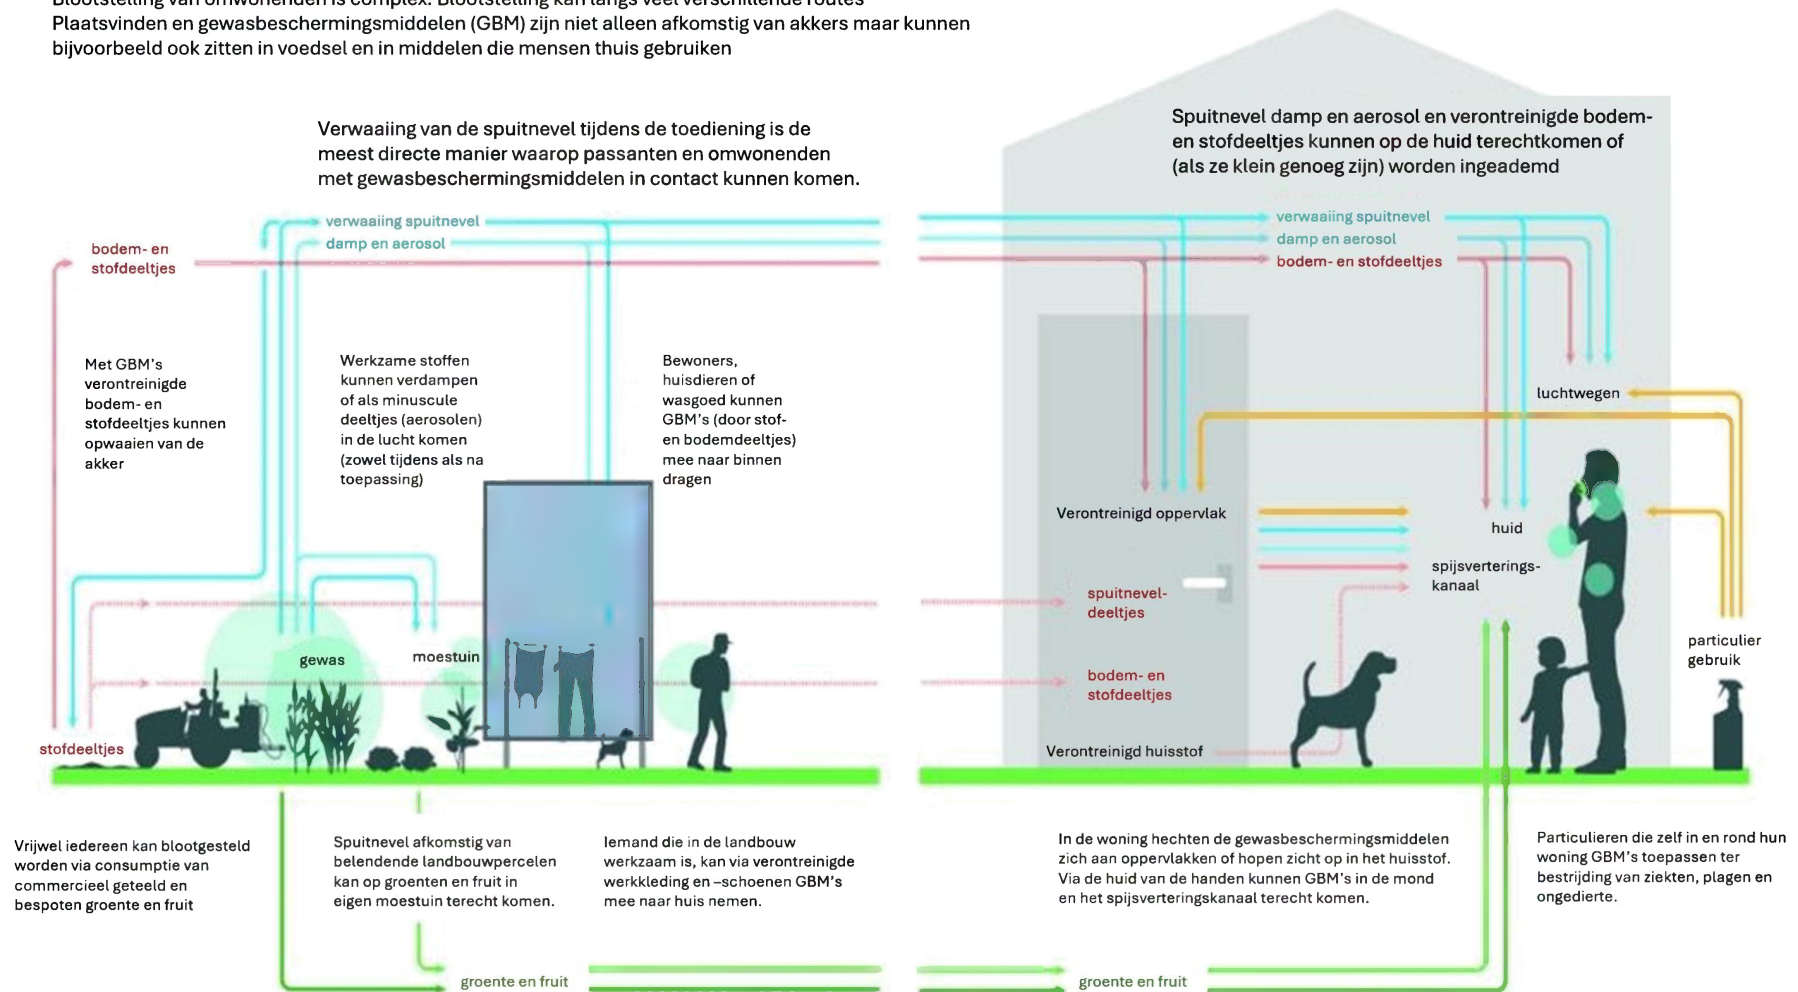 Blootstelling van omwonenden is complex. Blootstelling kan langs veel verschillende routes
Plaatsvinden en gewasbeschermingsmiddelen (GBM) zijn niet alleen afkomstig van akkers maar kunnen
bijvoorbeeld ook zitten in voedsel en in middelen die mensen thuis gebruiken
Verwaaiing van de spuitnevel tijdens de toediening is de
meest directe manier waarop passanten en omwonenden
met gewasbeschermingsmiddelen in contact kunnen komen.
Spuitnevel damp en aerosol en verontreinigde bodem-
en stofdeeltjes kunnen op de huid terechtkomen of
(als ze klein genoeg zijn) worden ingeademd
verwaaiing spuitnevel
damp en aerosol
bodem- en
stofdeeltjes
verwaaiing spuitnevel
damp en aerosol
bodem- en stofdeeltjes
Met GBM's
verontreinigde
bodem- en
stofdeeltjes kunnen
opwaaien van de
akker
Werkzame stoffen
kunnen verdampen
of als minuscule
deeltjes (aerosolen)
in de lucht komen
(zowel tijdens als na
toepassing)
Bewoners,
huisdieren of
wasgoed kunnen
GBM's (door stof-
en bodemdeeltjes)
mee naar binnen
dragen
luchtwegen
Verontreinigd oppervlak
huid
spijsverterings-
kanaal
spuitnevel-
deeltjes
bodem- en
stofdeeltjes
Verontreinigd huisstof
particulier
gebruik
gewas
moestuin
stofdeeltjes
Vrijwel iedereen kan blootgesteld
worden via consumptie van
commercieel geteeld en
bespoten groente en fruit
Spuitnevel afkomstig van
belendende landbouwpercelen
kan op groenten en fruit in
eigen moestuin terecht komen.
Iemand die in de landbouw
werkzaam is, kan via verontreinigde
werkkleding en –schoenen GBM's
mee naar huis nemen.
In de woning hechten de gewasbeschermingsmiddelen
zich aan oppervlakken of hopen zicht op in het huisstof.
Via de huid van de handen kunnen GBM's in de mond
en het spijsverteringskanaal terecht komen.
Particulieren die zelf in en rond hun
woning GBM's toepassen ter
bestrijding van ziekten, plagen en
ongedierte.
groente en fruit
groente en fruit